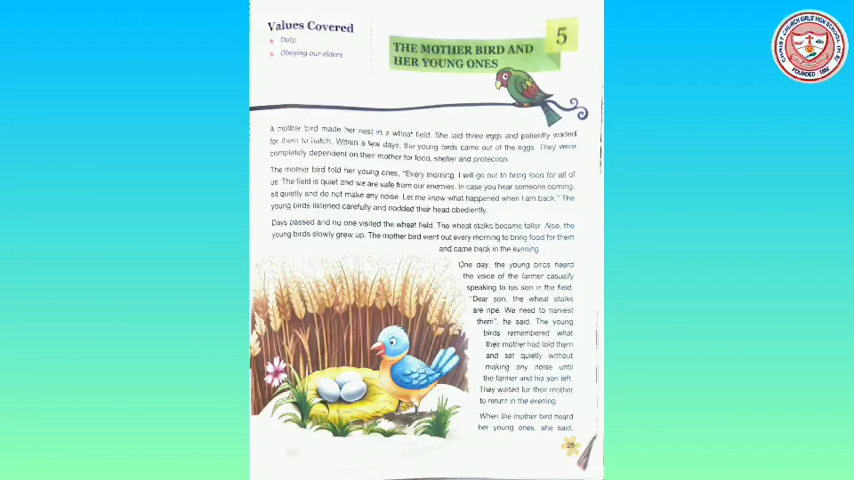 Values Covered
Duty
Obeying our elders
5
THE MOTHER BIRD AND
HER YOUNG ONES
A mother bird made her nest in a wheat field. She laid three eggs and patiently waited
for them to hatch. Within a few days, the young birds came out of the eggs. They were
completely dependent on their mother for food, shelter and protection.
The mother bird told her young ones, "Every morning, I will go out to bring food for all of
us. The field is quiet and we are safe from our enemies. In case you hear someone coming,
sit quietly and do not make any noise. Let me know what happened when I am back." The
young birds listened carefully and nodded their head obediently.
Days passed and no one visited the wheat field. The wheat stalks became taller. Also, the
young birds slowly grew up. The mother bird went out every morning to bring food for them
and came back in the evening.
One day, the young birds heard
the voice of the farmer casually
speaking to his son in the field.
"Dear son, the wheat stalks
are ripe. We need to harvest
them", he said. The young
birds remembered what
their mother had told them
and sat quietly without
making any noise until
the farmer and his son left.
They waited for their mother
to return in the evening.
When the mother bird heard
her young ones, she said,
CHRIST CHURCH GIRLS' HIGH SCHOOL
FOUNDED 1882